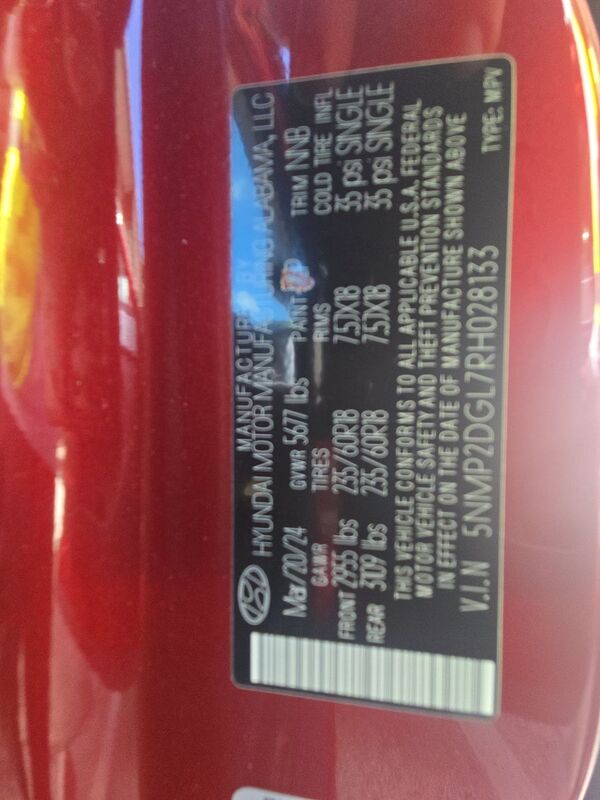 MANUFACTURED BY
HYUNDAI MOTOR MANUFACTURING ALABAMA, LLC
Mar/20/24 GVWR 5677 lbs PAINT TRIM NNB
GAWR TIRES RIMS COLD TIRE INFL
FRONT 2955 lbs 235/60R18 7.5JX18 35 psi SINGLE
REAR 3109 lbs 235/60R18 7.5JX18 35 psi SINGLE
THIS VEHICLE CONFORMS TO ALL APPLICABLE U.S.A. FEDERAL
MOTOR VEHICLE SAFETY AND THEFT PREVENTION STANDARDS
IN EFFECT ON THE DATE OF MANUFACTURE SHOWN ABOVE
V.I.N 5NMP2DGL7RH028133 TYPE: MPV